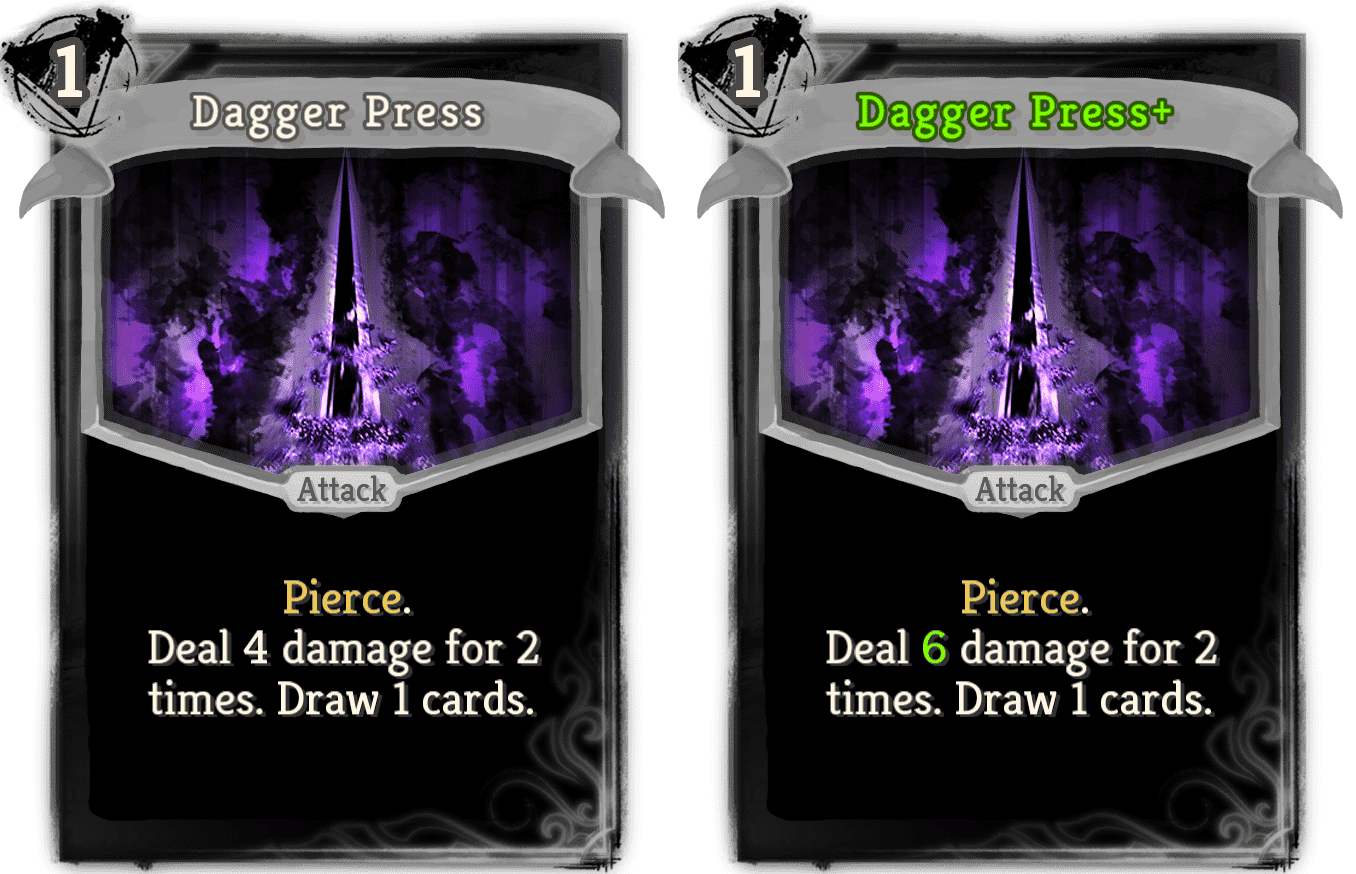 1
Dagger Press
Attack
Pierce.
Deal 4 damage for 2
times. Draw 1 cards.
1
Dagger Press+
Attack
Pierce.
Deal 6 damage for 2
times. Draw 1 cards.